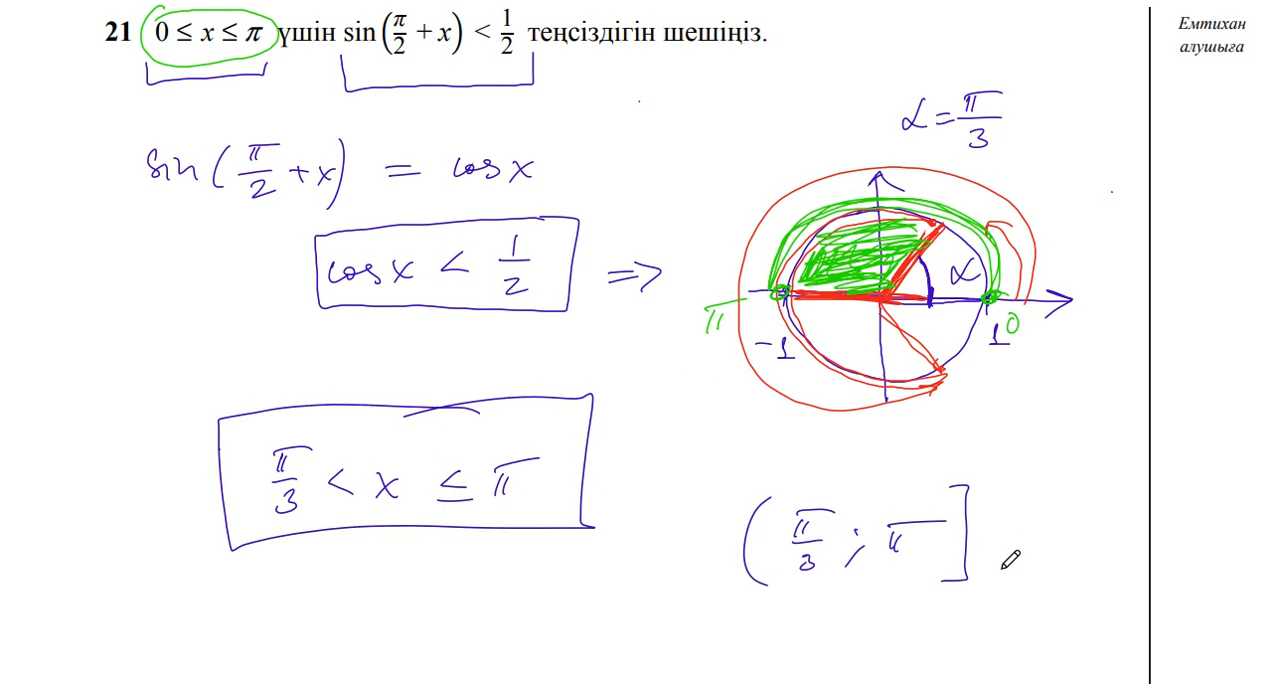 21 0 ≤ x ≤ π үшін sin(π/2 + x) < 1/2 теңсіздігін шешіңіз.
Емтихан
алушыға
α = π/3
sin(π/2 + x) = cos x
cos x < 1/2 =>
α
π
-1
1
0
π/3 < x ≤ π
(π/3 ; π]